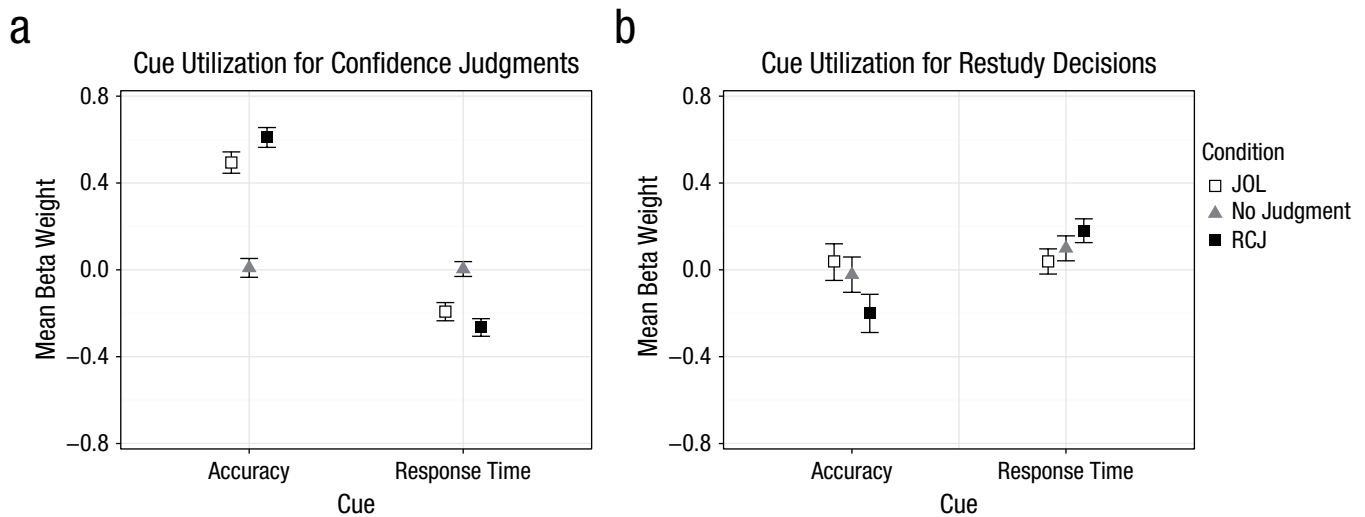 a
Cue Utilization for Confidence Judgments
0.8
0.4
0.0
−0.4
−0.8
Mean Beta Weight
Accuracy
Response Time
Cue
b
Cue Utilization for Restudy Decisions
0.8
0.4
0.0
−0.4
−0.8
Mean Beta Weight
Accuracy
Response Time
Cue
Condition
JOL
No Judgment
RCJ